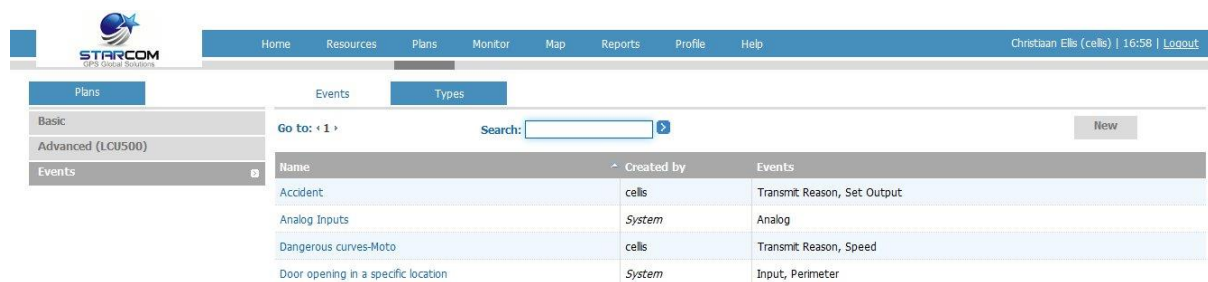 STARCOM
GPS Global Solutions
Home Resources Plans Monitor Map Reports Profile Help Christiaan Ellis (cellis) | 16:58 | Logout
Plans Events Types
Basic
Advanced (LCU500)
Events
Go to: ‹ 1 › Search: New
Name Created by Events
Accident cellis Transmit Reason, Set Output
Analog Inputs System Analog
Dangerous curves-Moto cellis Transmit Reason, Speed
Door opening in a specific location System Input, Perimeter